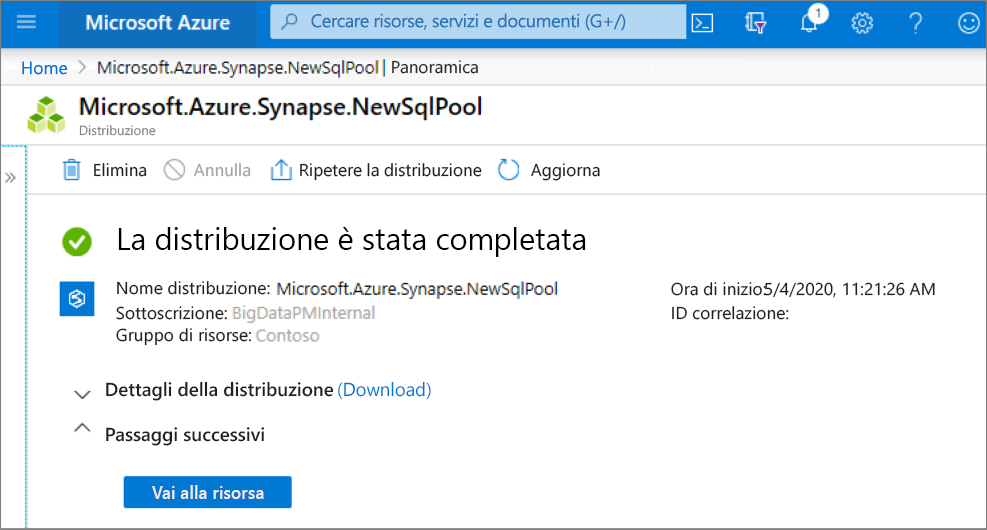 Microsoft Azure
Cercare risorse, servizi e documenti (G+/)
1
Home > Microsoft.Azure.Synapse.NewSqlPool | Panoramica
Microsoft.Azure.Synapse.NewSqlPool
Distribuzione
Elimina Annulla Ripetere la distribuzione Aggiorna
La distribuzione è stata completata
Nome distribuzione: Microsoft.Azure.Synapse.NewSqlPool
Ora di inizio5/4/2020, 11:21:26 AM
Sottoscrizione: BigDataPMInternal
ID correlazione:
Gruppo di risorse: Contoso
Dettagli della distribuzione (Download)
Passaggi successivi
Vai alla risorsa